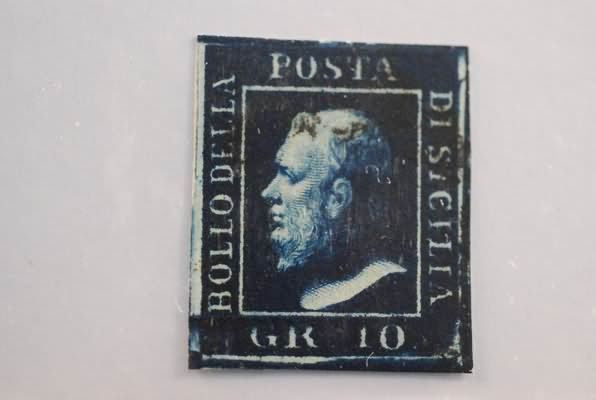 BOLLO DELLA
POSTA
DI SICILIA
GR 10